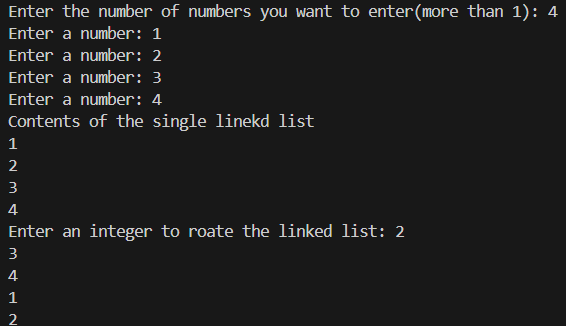 Enter the number of numbers you want to enter(more than 1): 4
Enter a number: 1
Enter a number: 2
Enter a number: 3
Enter a number: 4
Contents of the single linekd list
1
2
3
4
Enter an integer to roate the linked list: 2
3
4
1
2